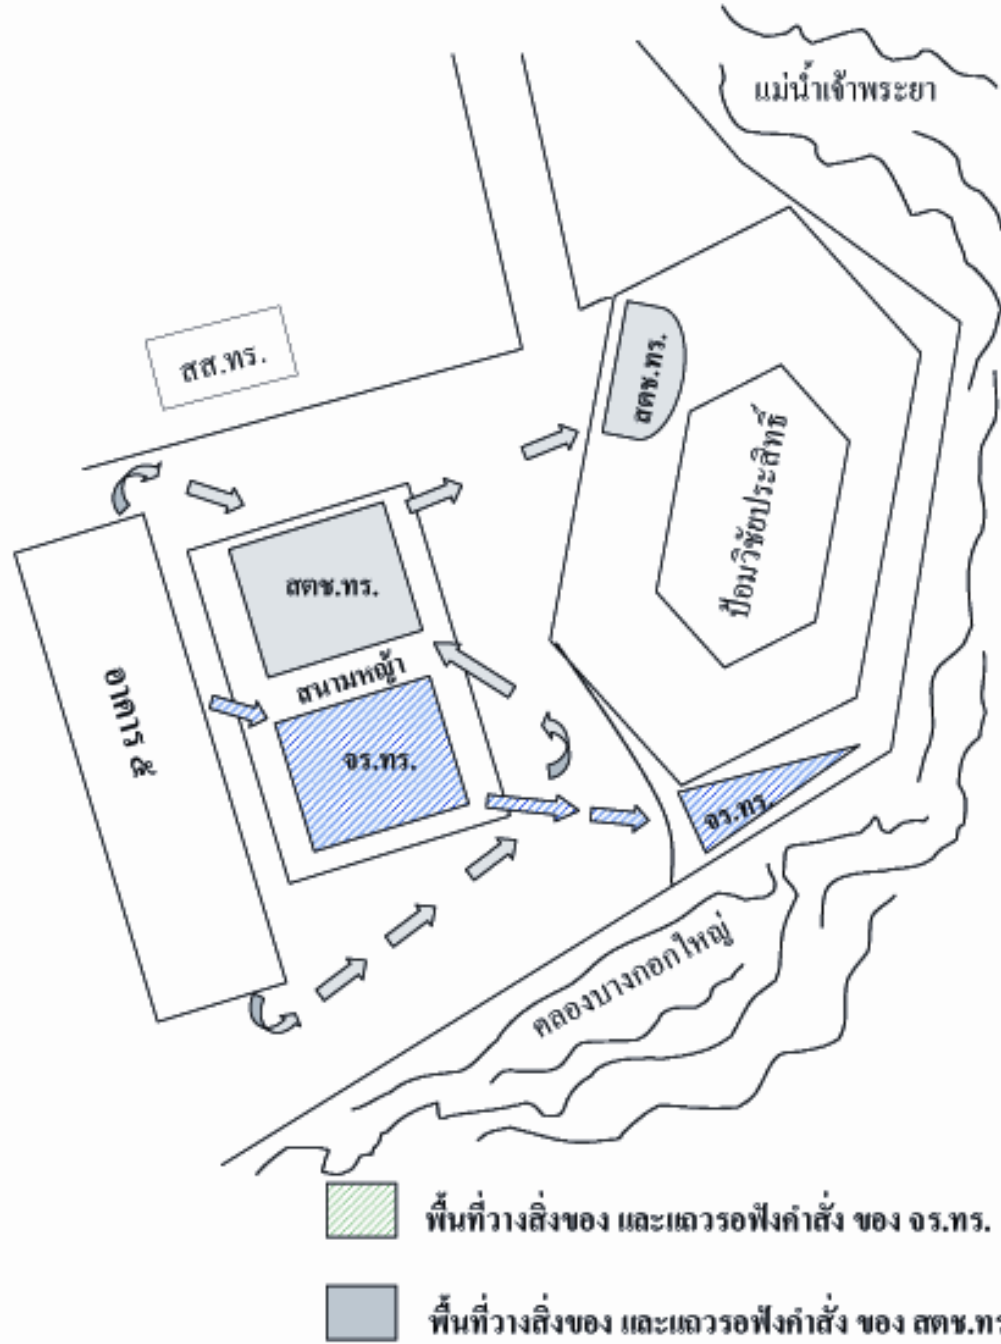 แม่น้ำเจ้าพระยา
สส.ทร.
สตช.ทร.
ป้อมวิชัยประสิทธิ์
สตช.ทร.
สนามหญ้า
อาคาร ๕
จร.ทร.
จร.ทร.
คลองบางกอกใหญ่
พื้นที่วางสิ่งของ และแถวรอฟังคำสั่ง ของ จร.ทร.
พื้นที่วางสิ่งของ และแถวรอฟังคำสั่ง ของ สตช.ทร